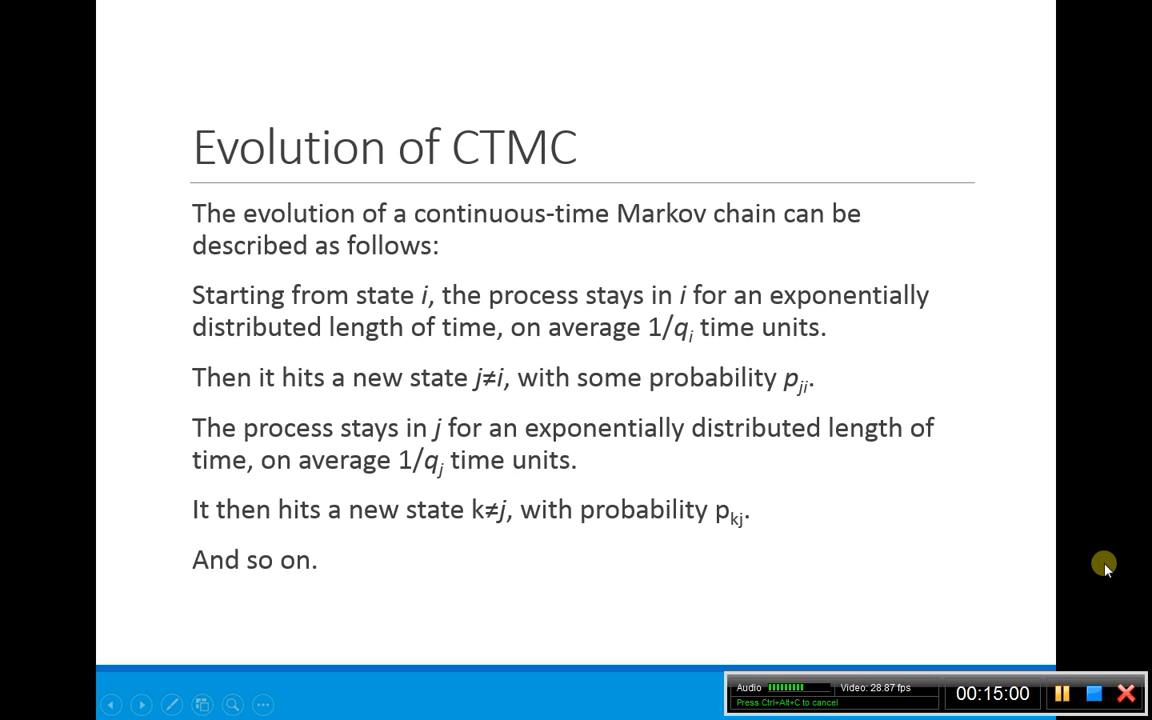 Evolution of CTMC
The evolution of a continuous-time Markov chain can be
described as follows:
Starting from state i, the process stays in i for an exponentially
distributed length of time, on average 1/qi time units.
Then it hits a new state j≠i, with some probability pji.
The process stays in j for an exponentially distributed length of
time, on average 1/qj time units.
It then hits a new state k≠j, with probability pkj.
And so on.
Audio Video: 28.87 fps
Press Ctrl+Alt+C to cancel
00:15:00